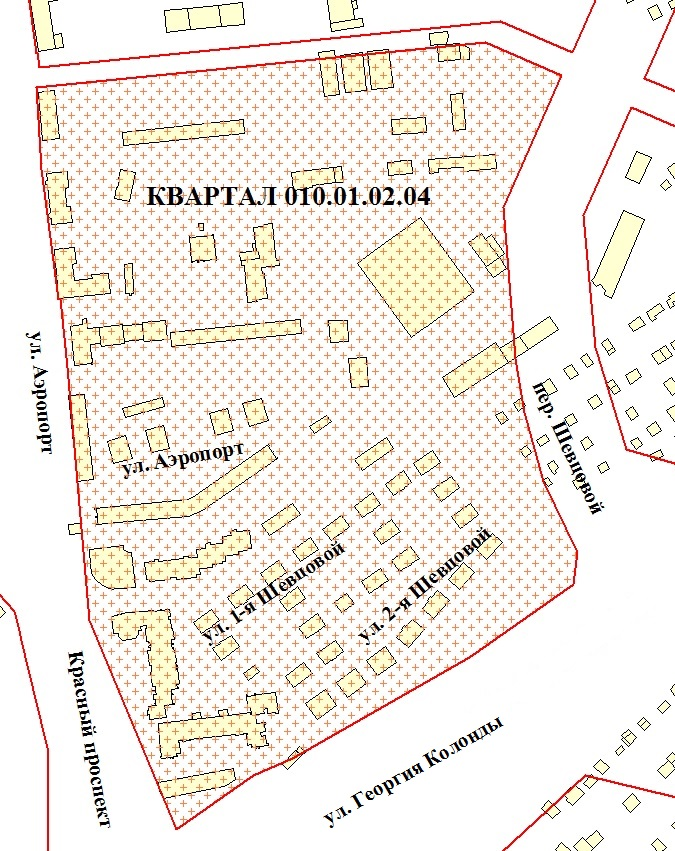 КВАРТАЛ 010.01.02.04
ул. Аэропорт
ул. Аэропорт
пер. Шевцовой
ул. 1-я Шевцовой
ул. 2-я Шевцовой
Красный проспект
ул. Георгия Колонды